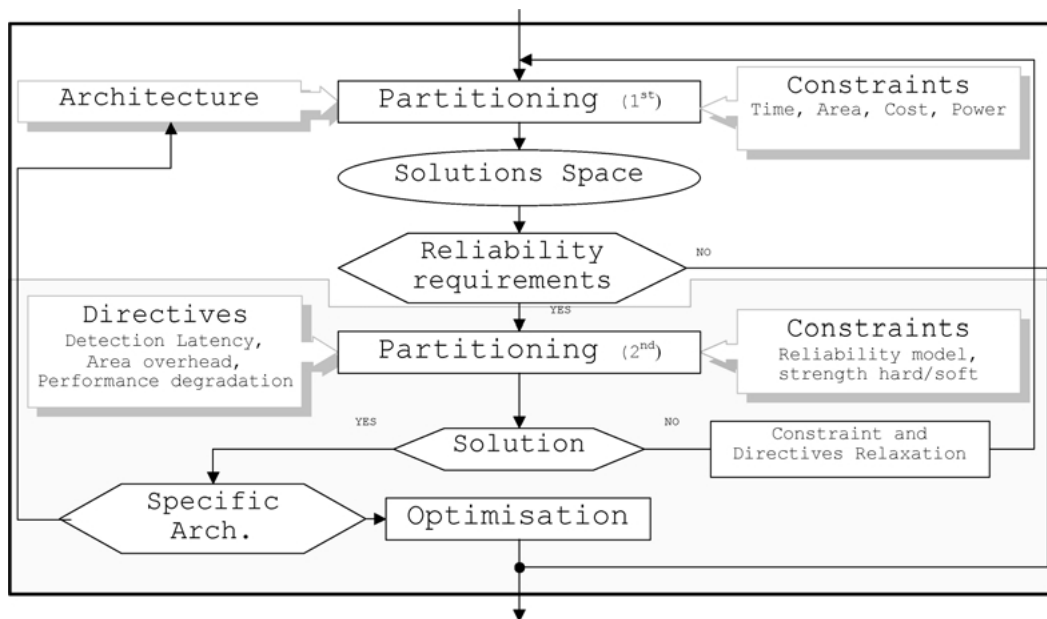 Architecture
Partitioning (1st)
Constraints
Time, Area, Cost, Power
Solutions Space
Reliability
requirements
NO
YES
Directives
Detection Latency,
Area overhead,
Performance degradation
Partitioning (2nd)
Constraints
Reliability model,
strength hard/soft
YES
Solution
NO
Constraint and
Directives Relaxation
Specific
Arch.
Optimisation